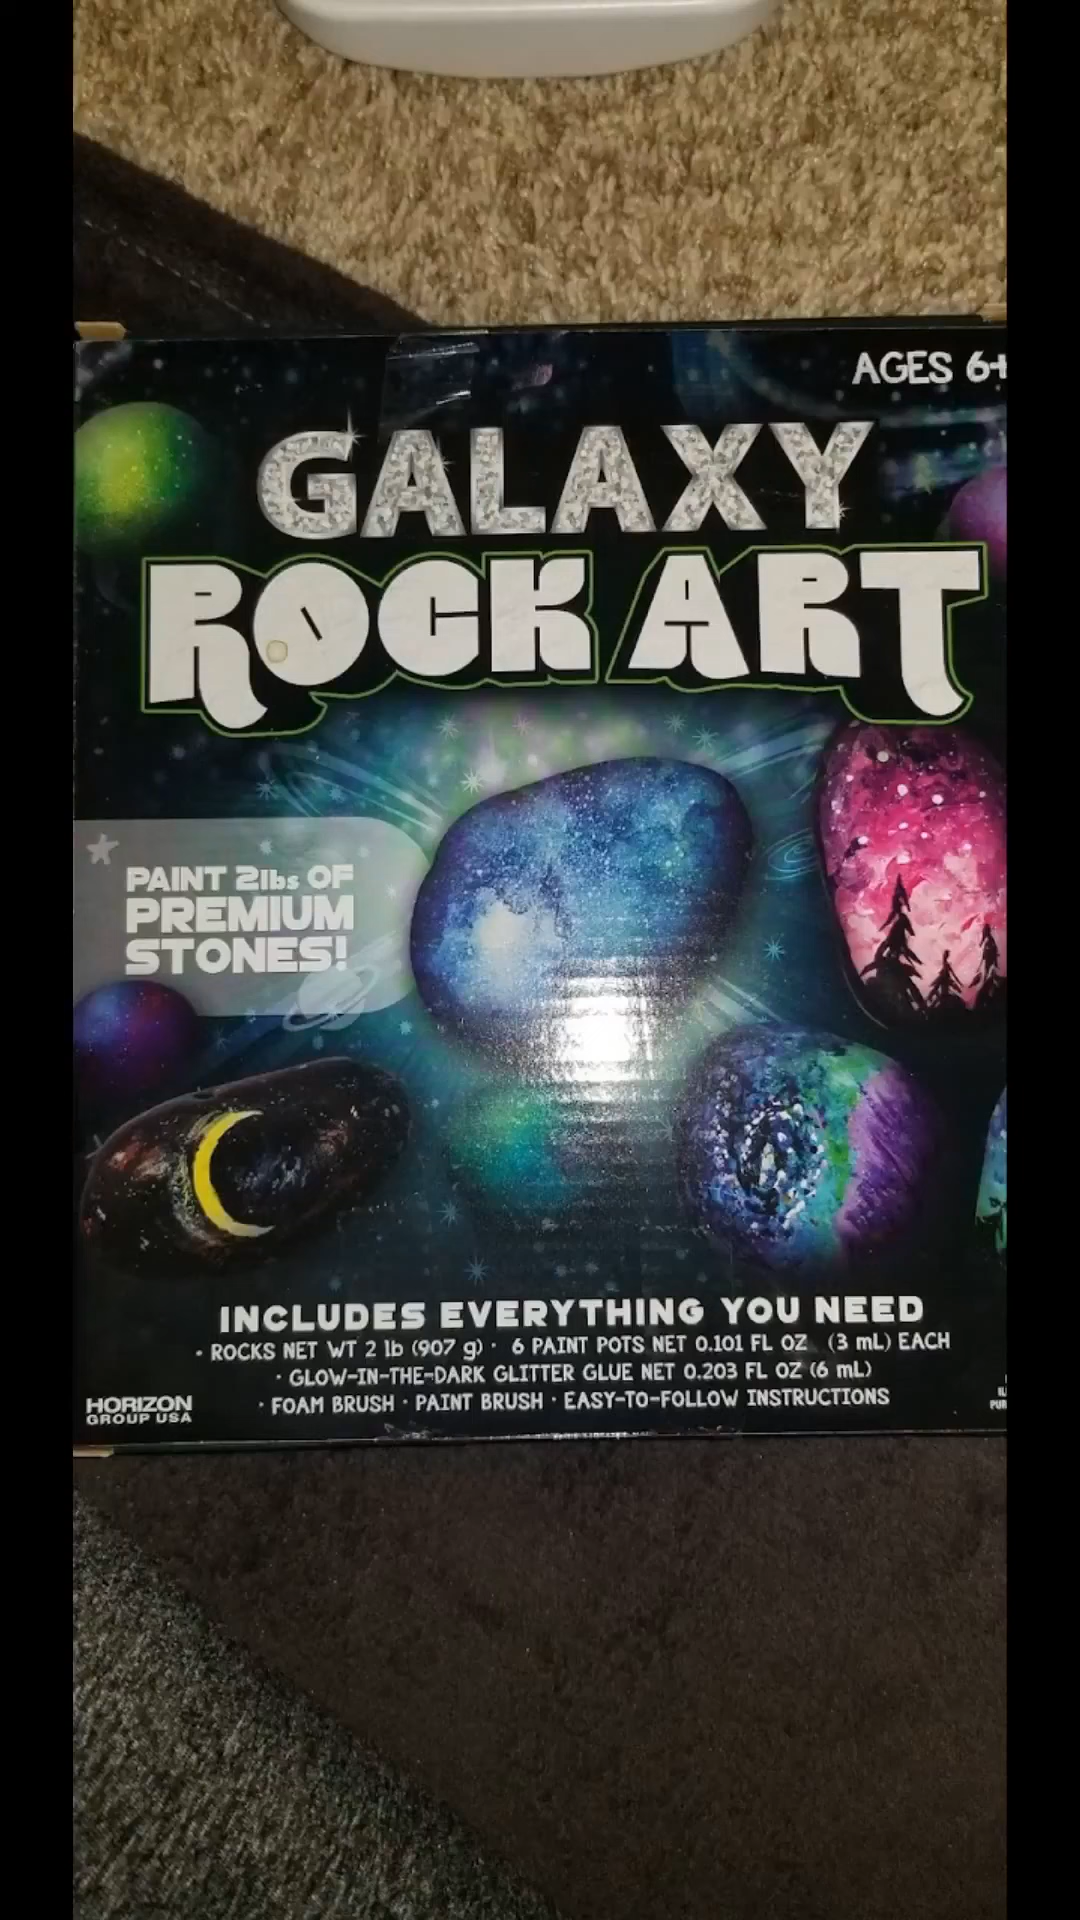 AGES 6+
GALAXY
ROCK ART
PAINT 2lbs OF
PREMIUM
STONES!
INCLUDES EVERYTHING YOU NEED
· ROCKS NET WT 2 lb (907 g) · 6 PAINT POTS NET 0.101 FL OZ (3 mL) EACH
· GLOW-IN-THE-DARK GLITTER GLUE NET 0.203 FL OZ (6 mL)
· FOAM BRUSH · PAINT BRUSH · EASY-TO-FOLLOW INSTRUCTIONS
HORIZON
GROUP USA